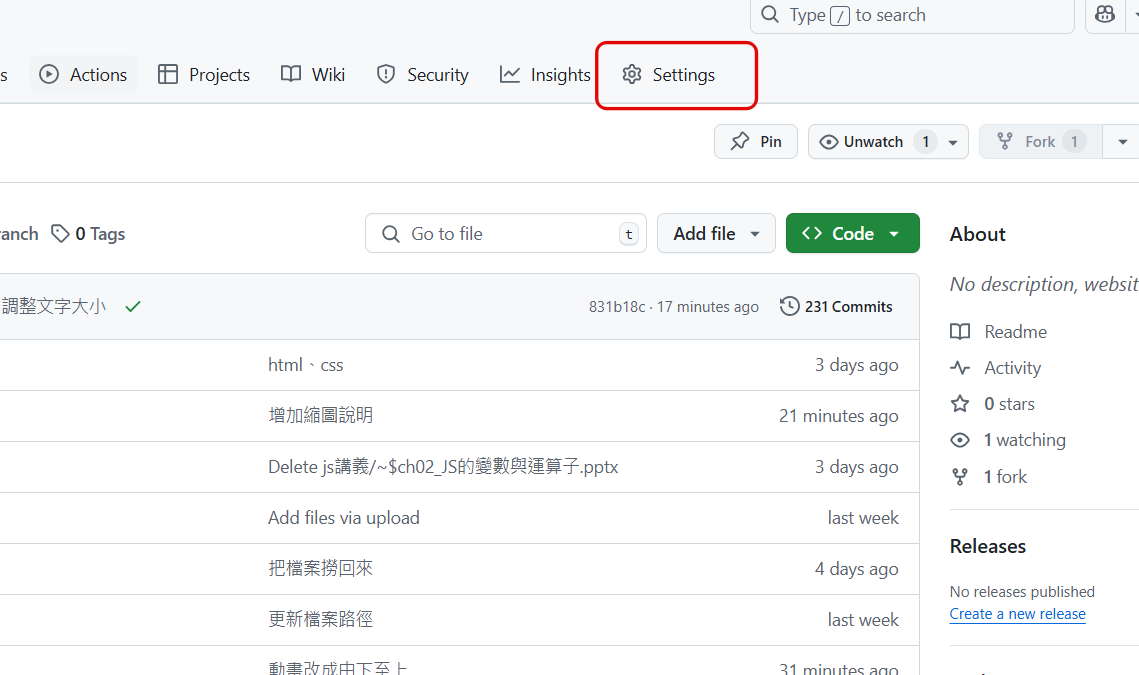 Type / to search
s Actions Projects Wiki Security Insights Settings
Pin Unwatch 1 Fork 1
ranch 0 Tags Go to file t Add file Code
About
No description, websit
調整文字大小 831b18c · 17 minutes ago 231 Commits
Readme
html、css 3 days ago
Activity
增加縮圖說明 21 minutes ago
0 stars
1 watching
Delete js講義/~$ch02_JS的變數與運算子.pptx 3 days ago
1 fork
Add files via upload last week
Releases
把檔案撈回來 4 days ago
No releases published
Create a new release
更新檔案路徑 last week
動畫改成由下至上 31 minutes ago